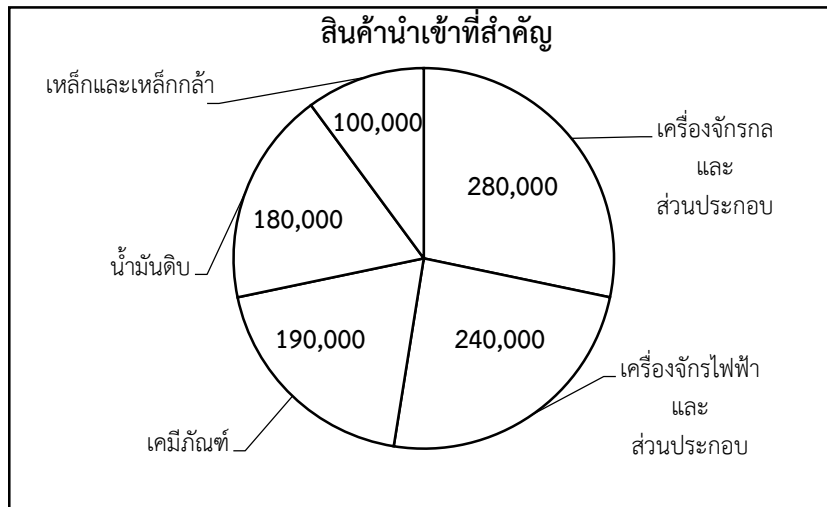 สินค้านำเข้าที่สำคัญ
เหล็กและเหล็กกล้า
100,000
เครื่องจักรกล
และ
ส่วนประกอบ
280,000
180,000
น้ำมันดิบ
190,000
240,000
เครื่องจักรไฟฟ้า
และ
ส่วนประกอบ
เคมีภัณฑ์